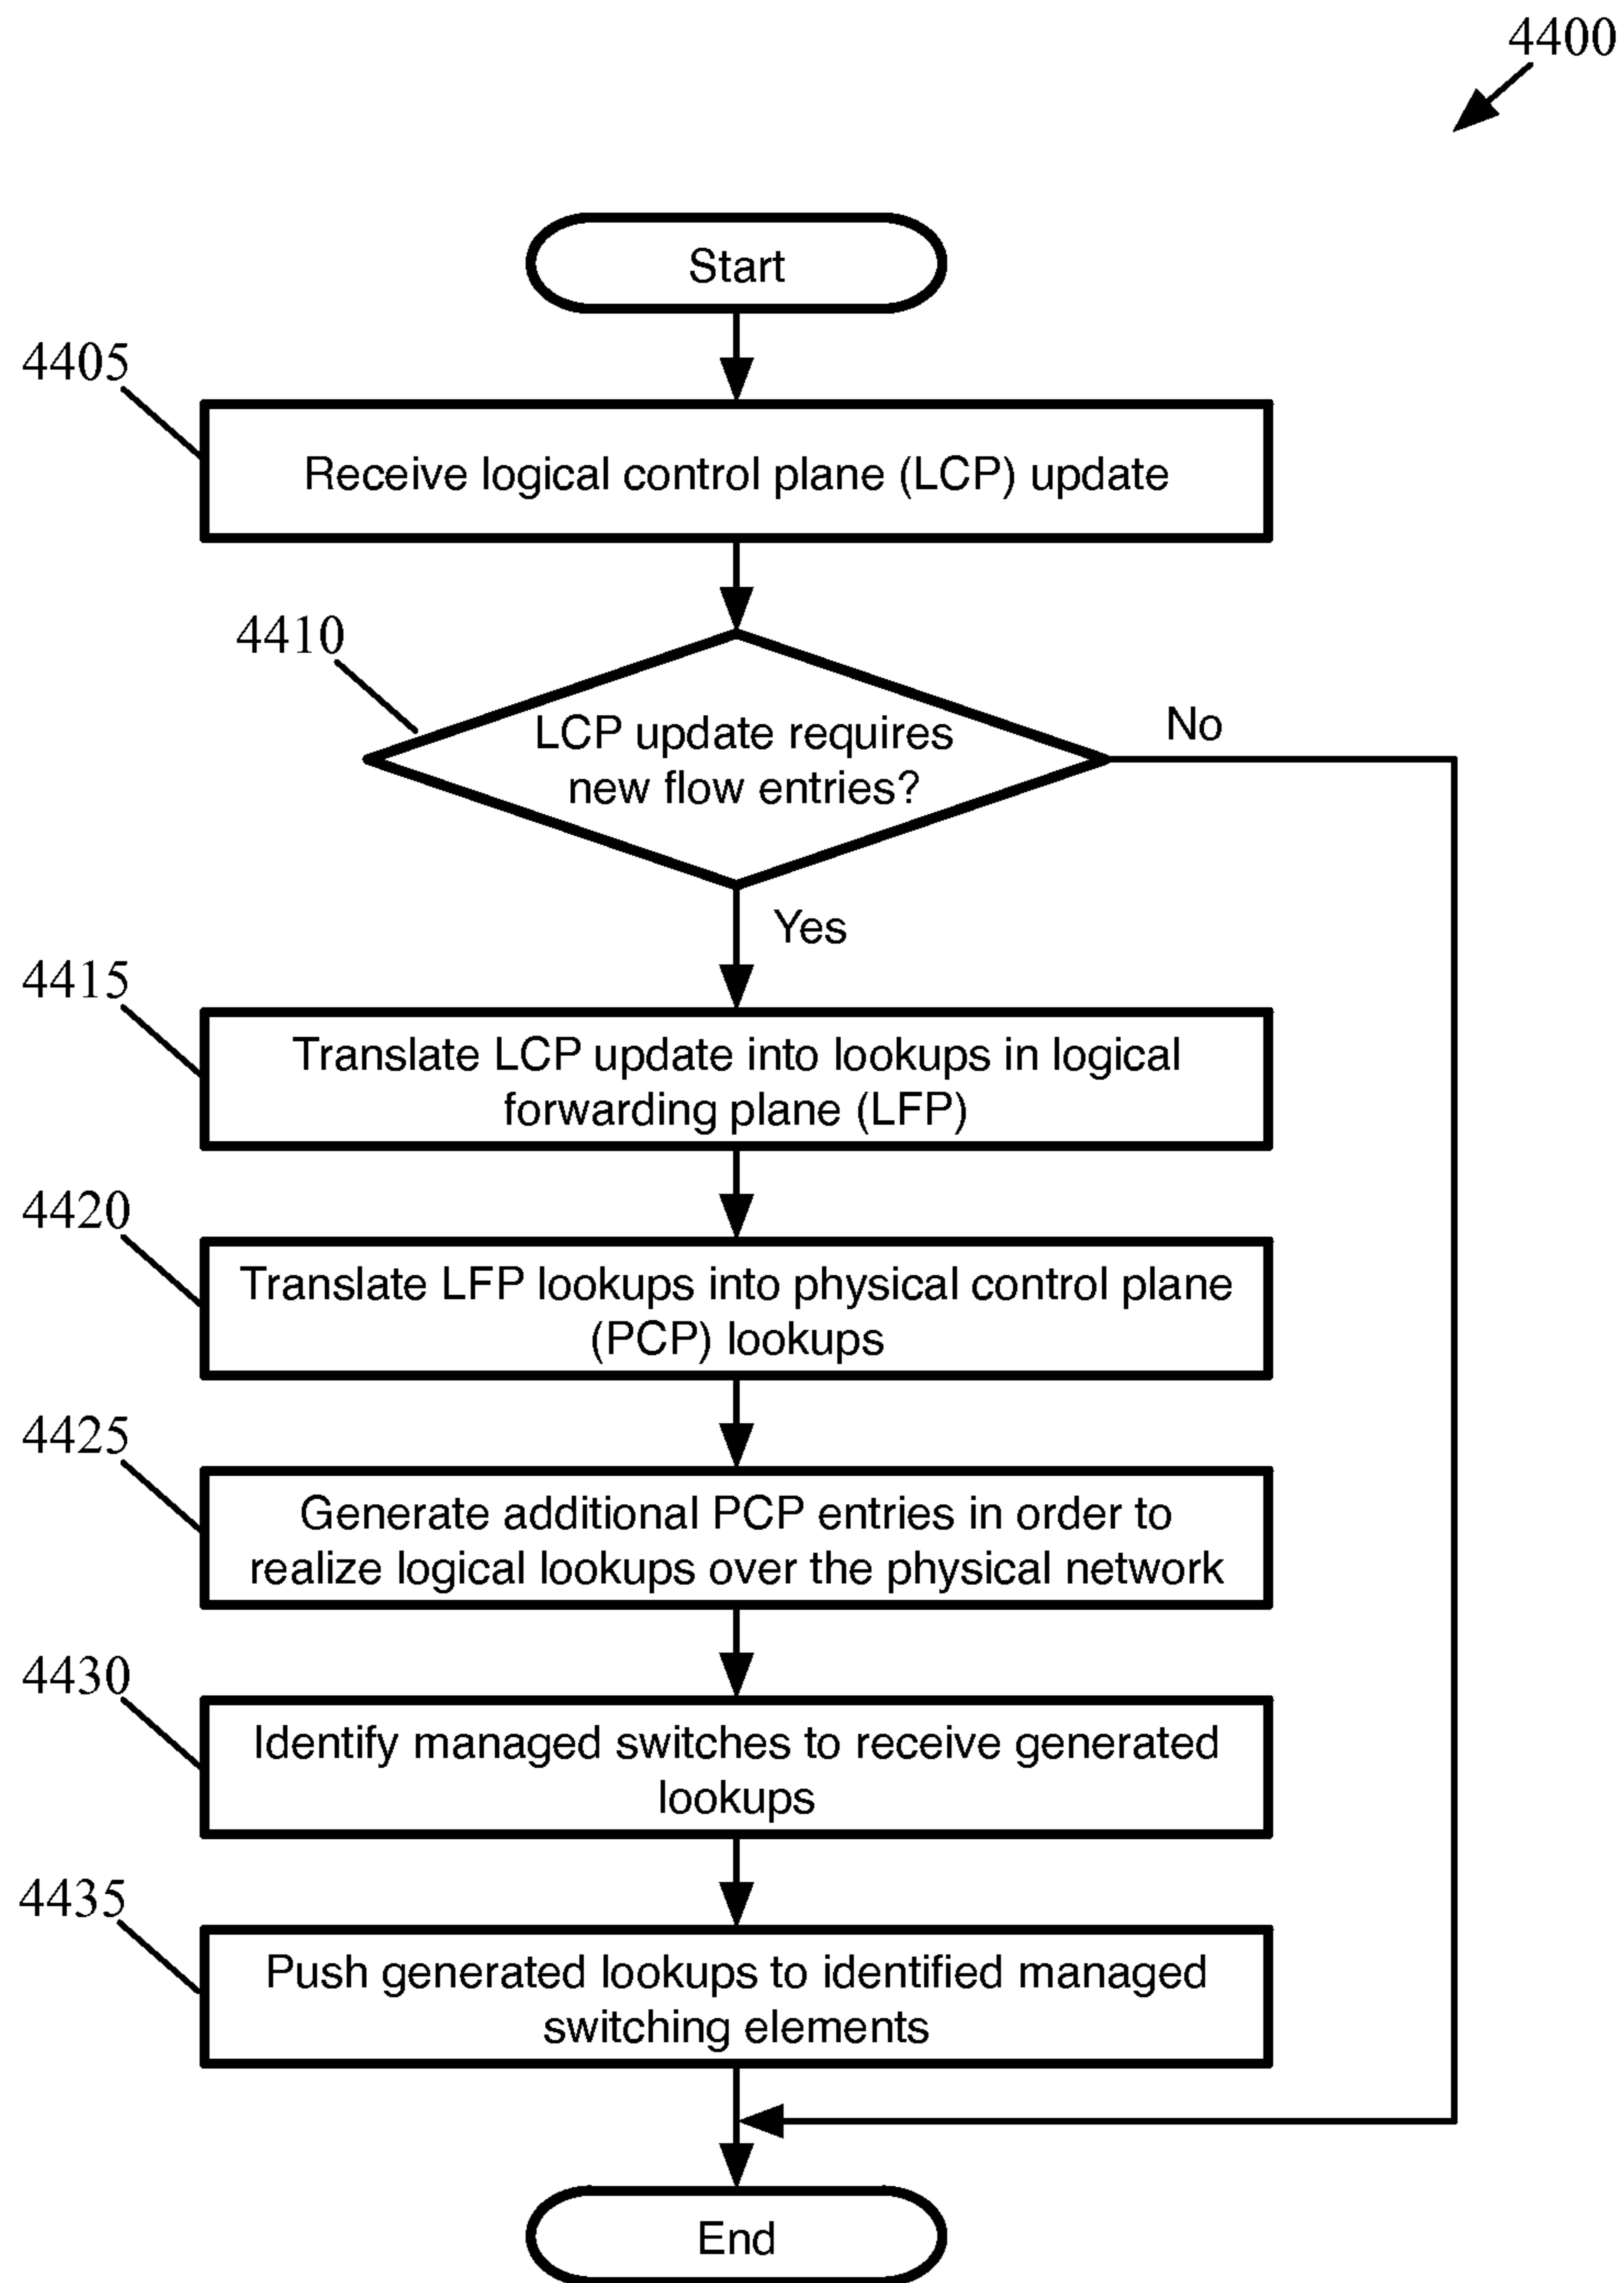 4400
Start
4405
Receive logical control plane (LCP) update
4410
LCP update requires
new flow entries?
No
Yes
4415
Translate LCP update into lookups in logical
forwarding plane (LFP)
4420
Translate LFP lookups into physical control plane
(PCP) lookups
4425
Generate additional PCP entries in order to
realize logical lookups over the physical network
4430
Identify managed switches to receive generated
lookups
4435
Push generated lookups to identified managed
switching elements
End